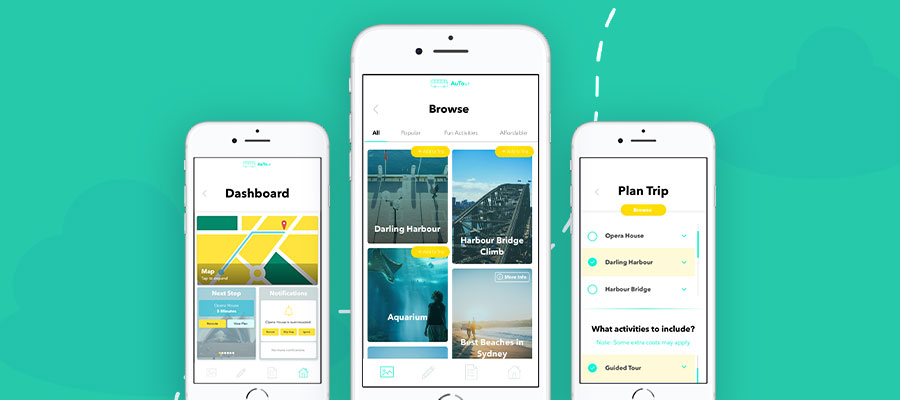 Dashboard
Map
Tap to expand
Next Stop
Opera House
5 Minutes
Notifications
AuTour
Browse
All
Popular
Fun Activities
Affordable
+ Add to Trip
+ Add to Trip
Darling Harbour
Harbour Bridge
Climb
+ Add to Trip
More Info
Aquarium
Best Beaches in
Sydney
Plan Trip
Browse
Opera House
Darling Harbour
Harbour Bridge
What activities to include?
Note: Some extra costs may apply
Guided Tour